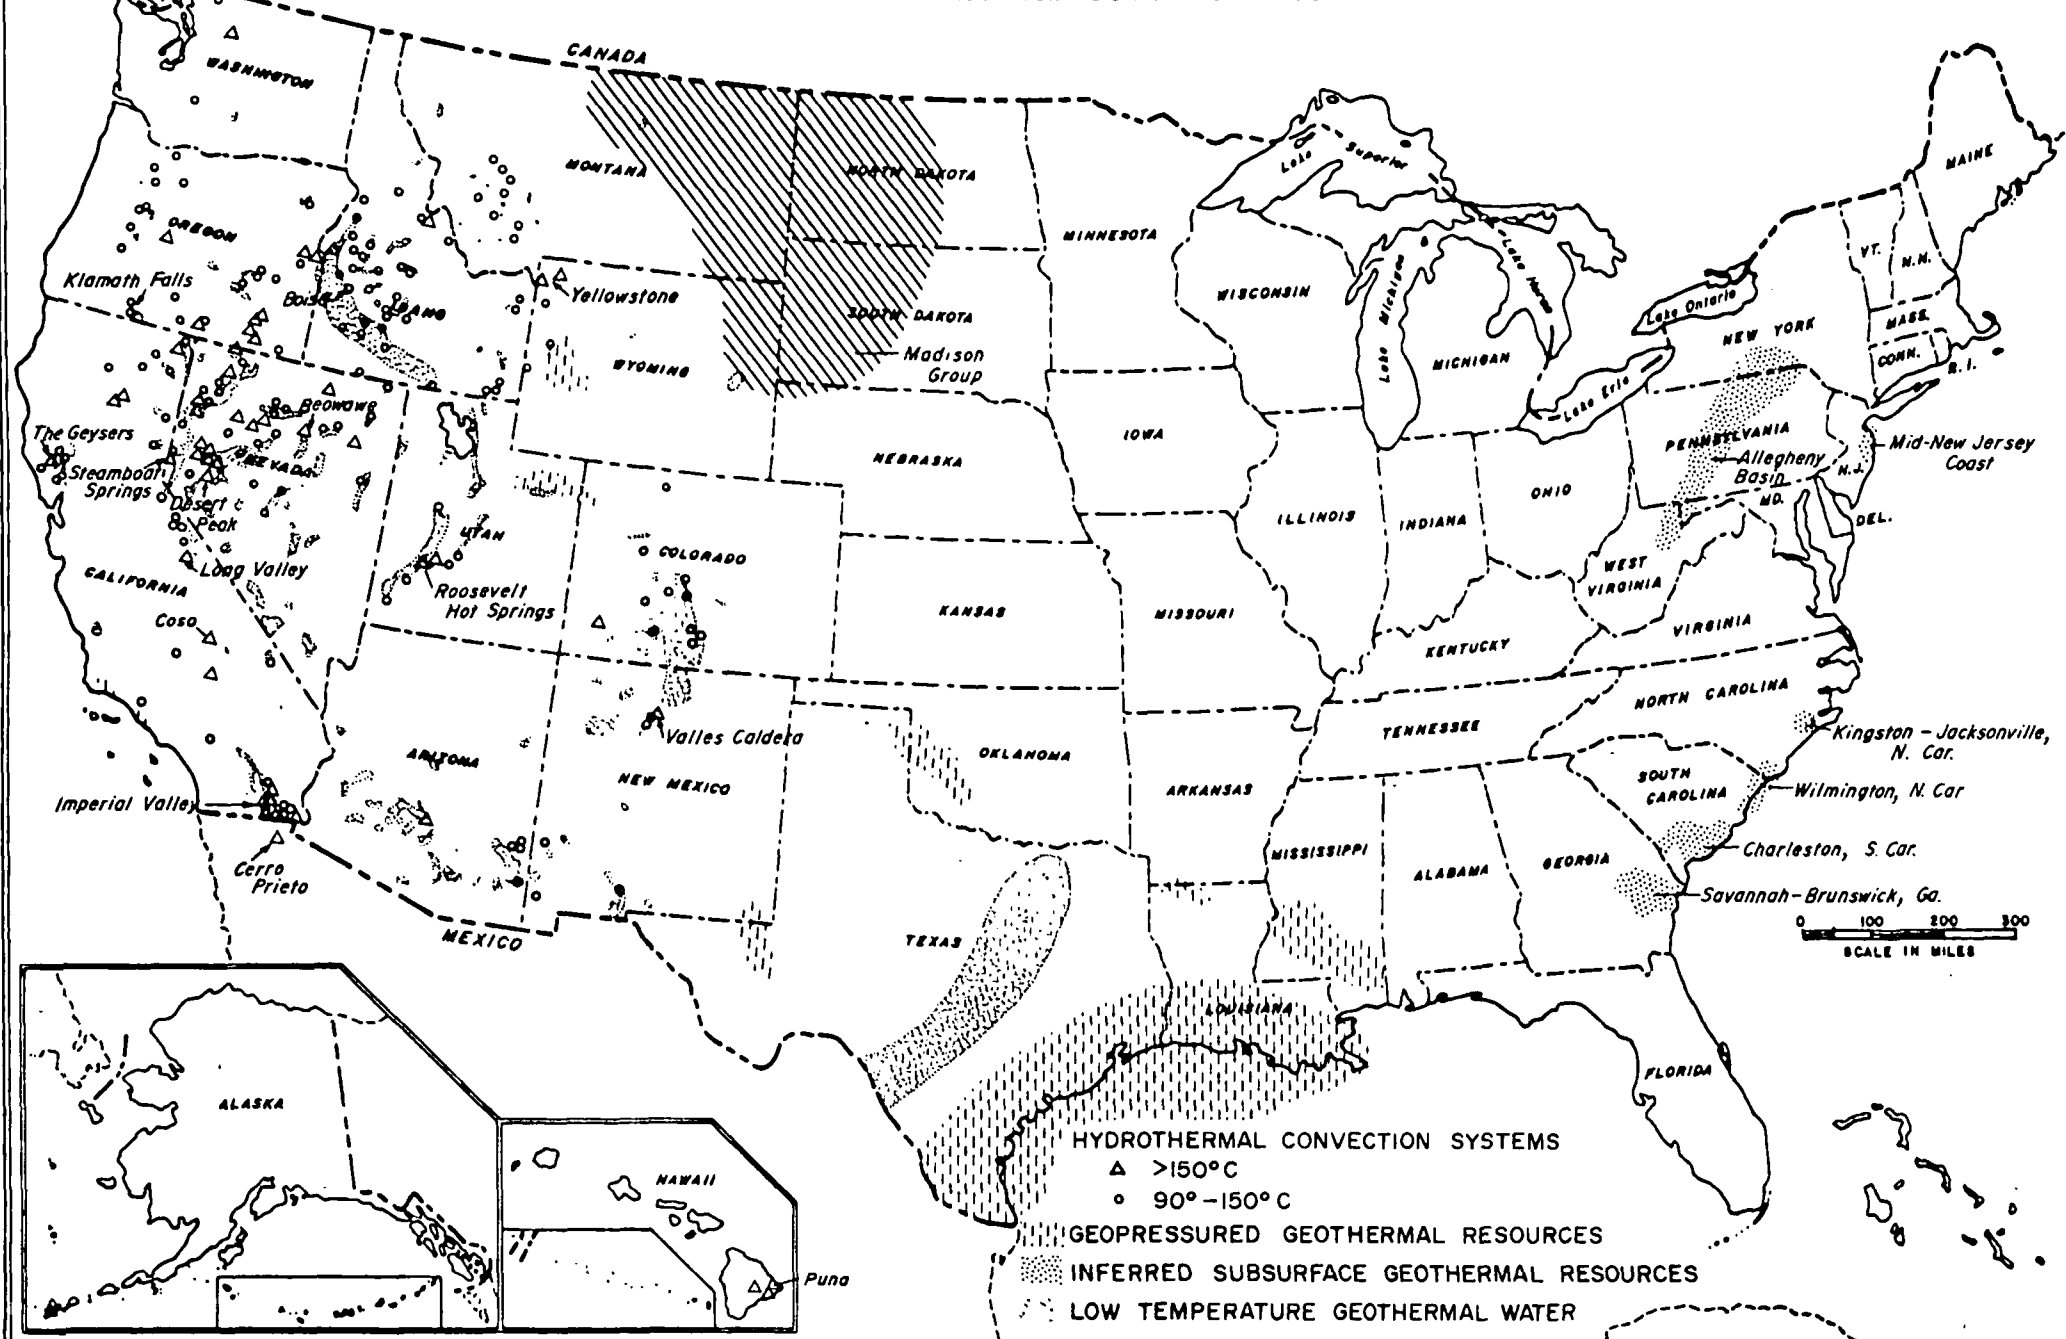 CANADA
WASHINGTON
MONTANA
NORTH DAKOTA
MINNESOTA
Lake Superior
MAINE
OREGON
Klamath Falls
Boise
IDAHO
Yellowstone
WYOMING
SOUTH DAKOTA
Madison
Group
WISCONSIN
Lake Michigan
Lake Huron
MICHIGAN
Lake Ontario
Lake Erie
NEW YORK
VT.
N.H.
MASS.
CONN.
R. I.
The Geysers
Beowawe
Steamboat
Springs
NEVADA
Desert
Peak
UTAH
NEBRASKA
IOWA
PENNSYLVANIA
Allegheny
Basin
N.J.
Mid-New Jersey
Coast
MD.
DEL.
ILLINOIS
INDIANA
OHIO
WEST
VIRGINIA
VIRGINIA
CALIFORNIA
Long Valley
Roosevelt
Hot Springs
COLORADO
KANSAS
MISSOURI
KENTUCKY
Coso
NORTH CAROLINA
TENNESSEE
Kingston - Jacksonville,
N. Car.
Valles Caldera
ARIZONA
NEW MEXICO
OKLAHOMA
ARKANSAS
SOUTH
CAROLINA
Wilmington, N. Car
Imperial Valley
Cerro
Prieto
MISSISSIPPI
ALABAMA
GEORGIA
Charleston, S. Car.
Savannah-Brunswick, Ga.
MEXICO
TEXAS
LOUISIANA
FLORIDA
0 100 200 300
SCALE IN MILES
ALASKA
HAWAII
Puna
HYDROTHERMAL CONVECTION SYSTEMS
>150°C
90°-150°C
GEOPRESSURED GEOTHERMAL RESOURCES
INFERRED SUBSURFACE GEOTHERMAL RESOURCES
LOW TEMPERATURE GEOTHERMAL WATER